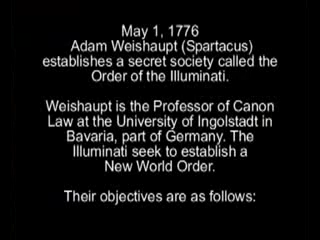 May 1, 1776
Adam Weishaupt (Spartacus)
establishes a secret society called the
Order of the Illuminati.
Weishaupt is the Professor of Canon
Law at the University of Ingolstadt in
Bavaria, part of Germany. The
Illuminati seek to establish a
New World Order.
Their objectives are as follows: